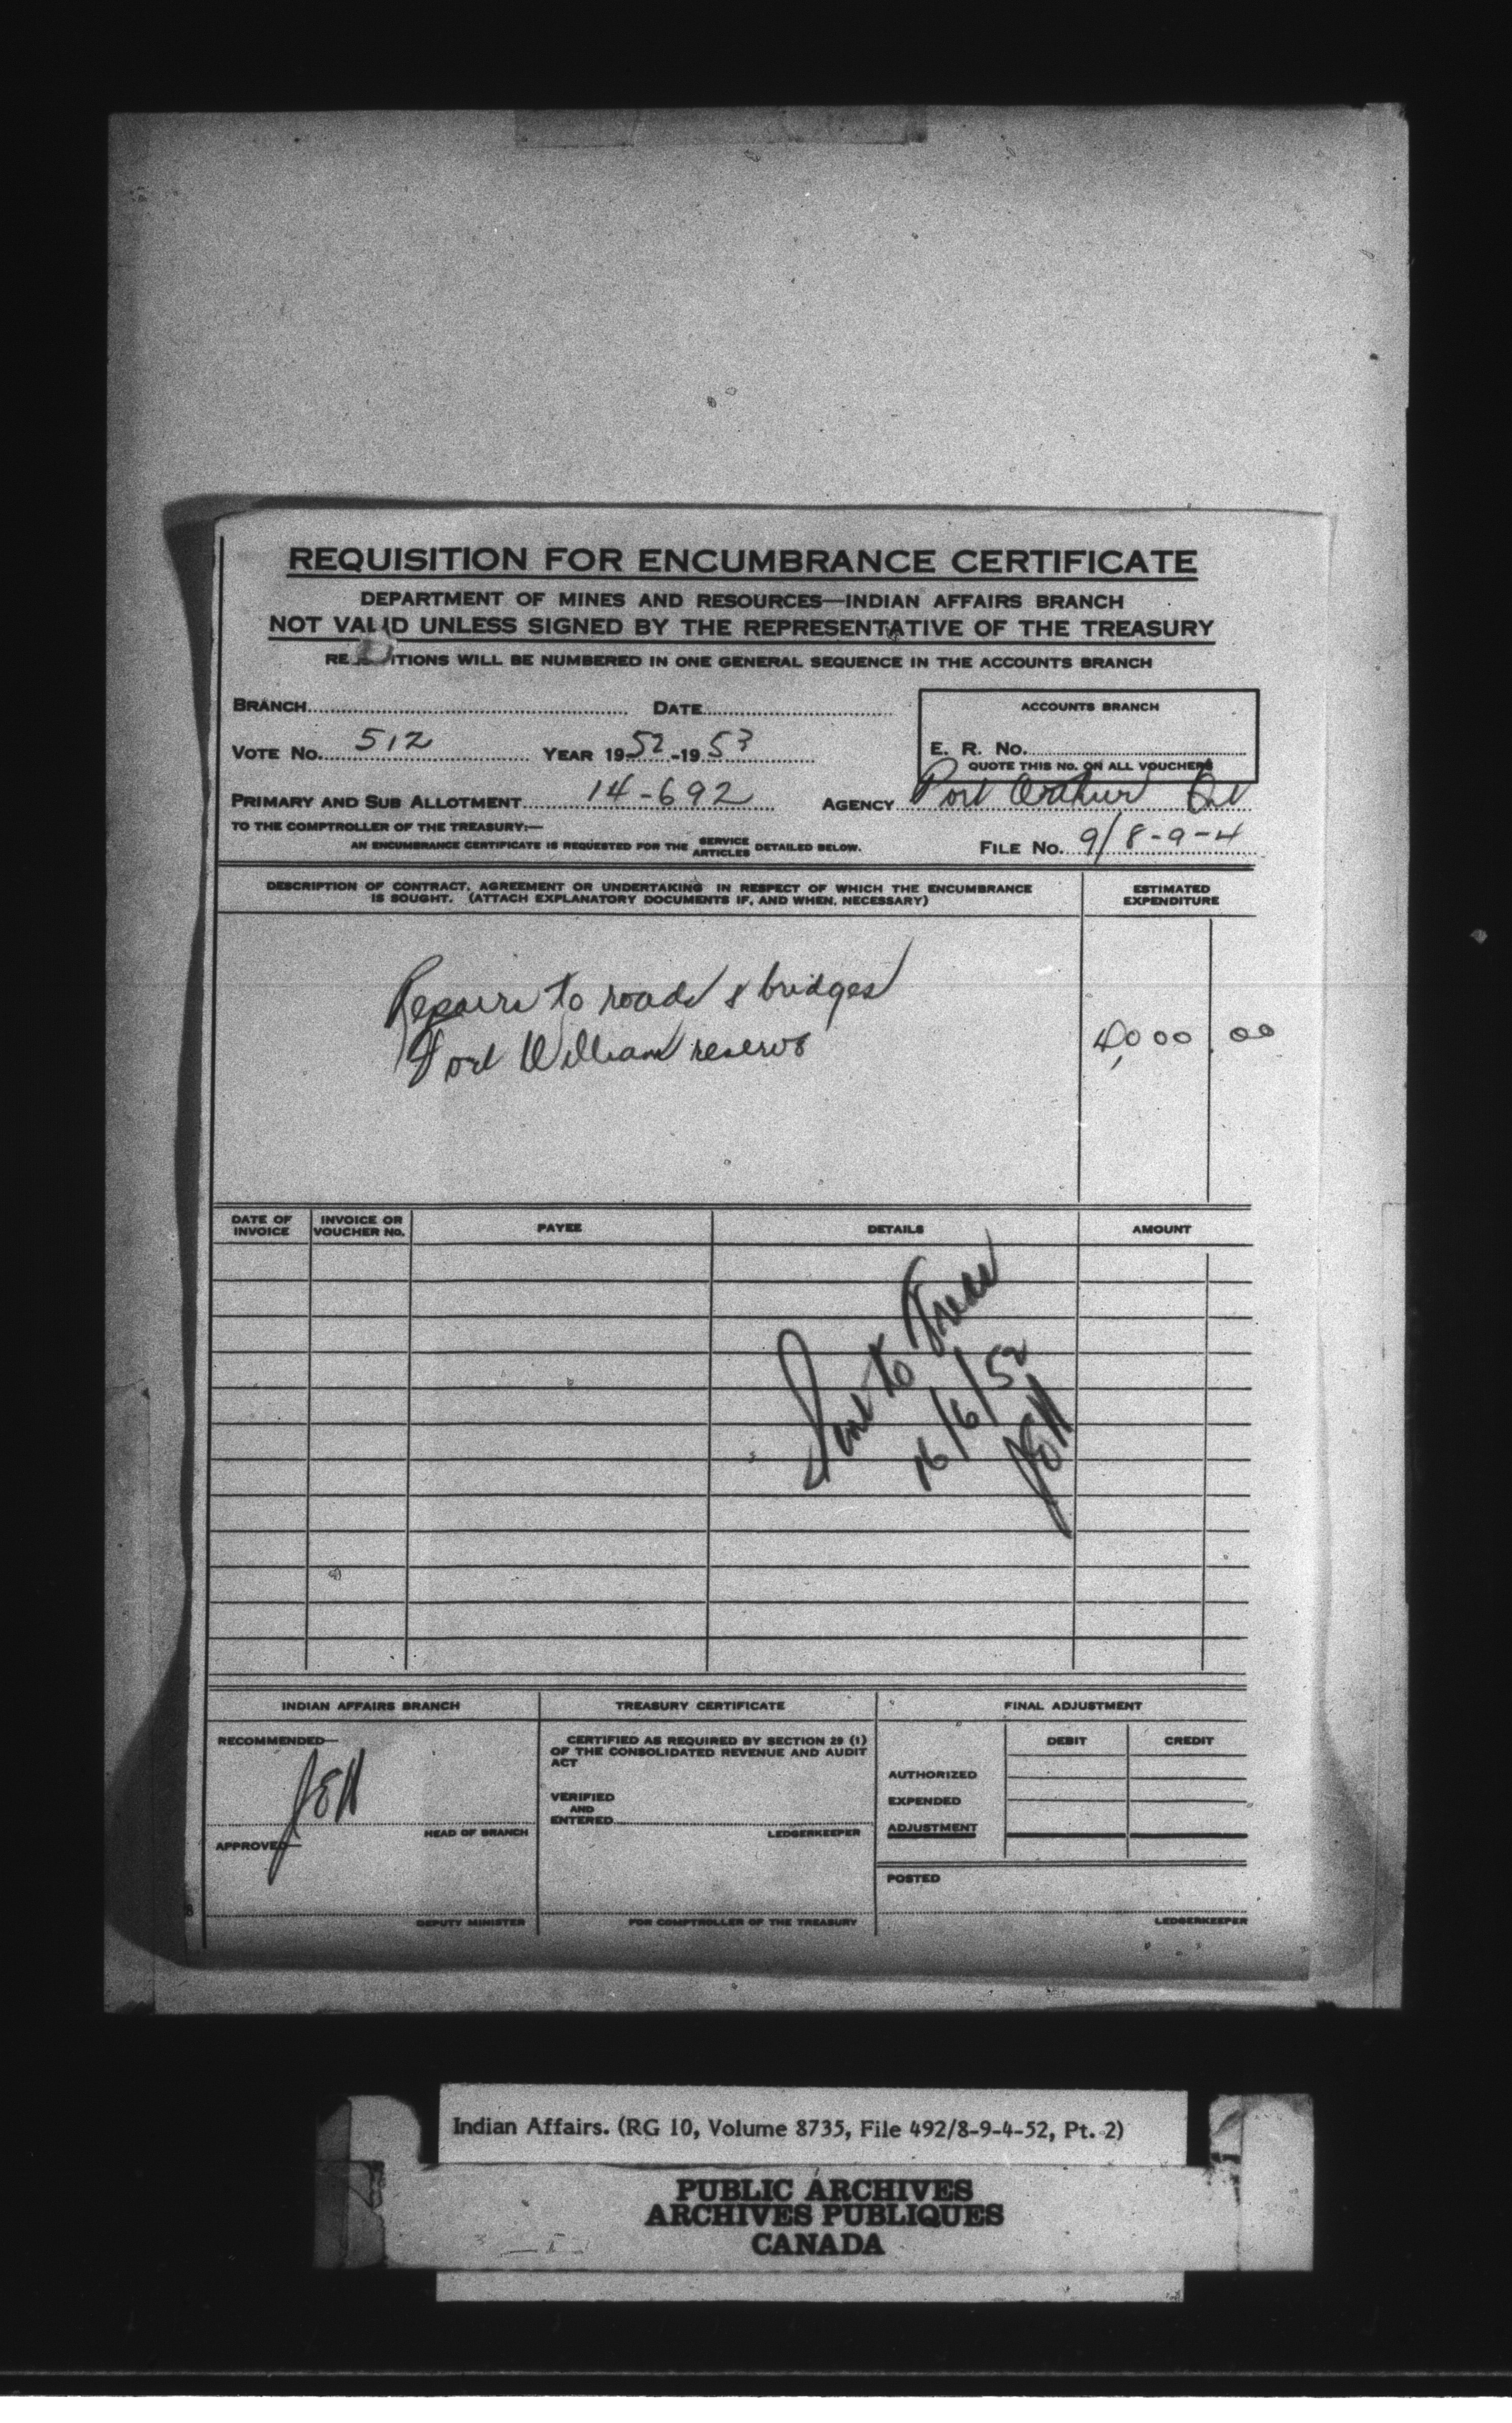 REQUISITION FOR ENCUMBRANCE CERTIFICATE
DEPARTMENT OF MINES AND RESOURCES—INDIAN AFFAIRS BRANCH
NOT VALID UNLESS SIGNED BY THE REPRESENTATIVE OF THE TREASURY
RE ITIONS WILL BE NUMBERED IN ONE GENERAL SEQUENCE IN THE ACCOUNTS BRANCH
BRANCH DATE
ACCOUNTS BRANCH
VOTE No. 512 YEAR 1952-1953
E. R. No.
QUOTE THIS No. ON ALL VOUCHERS
PRIMARY AND SUB ALLOTMENT 14-692 AGENCY Port Arthur Ont
TO THE COMPTROLLER OF THE TREASURY:—
AN ENCUMBRANCE CERTIFICATE IS REQUESTED FOR THE SERVICE ARTICLES DETAILED BELOW.
FILE No. 9/8-9-4
DESCRIPTION OF CONTRACT, AGREEMENT OR UNDERTAKING IN RESPECT OF WHICH THE ENCUMBRANCE
IS SOUGHT. (ATTACH EXPLANATORY DOCUMENTS IF, AND WHEN, NECESSARY)
ESTIMATED
EXPENDITURE
Repairs to roads & bridges
Fort William reserve
4,000.00
DATE OF INVOICE INVOICE OR VOUCHER No. PAYEE DETAILS AMOUNT
Sent to Treas
16/6/52
JEH
INDIAN AFFAIRS BRANCH
RECOMMENDED—
JEH
HEAD OF BRANCH
APPROVED—
DEPUTY MINISTER
TREASURY CERTIFICATE
CERTIFIED AS REQUIRED BY SECTION 29 (1)
OF THE CONSOLIDATED REVENUE AND AUDIT
ACT
VERIFIED
AND
ENTERED
LEDGERKEEPER
FOR COMPTROLLER OF THE TREASURY
FINAL ADJUSTMENT
DEBIT CREDIT
AUTHORIZED
EXPENDED
ADJUSTMENT
POSTED
LEDGERKEEPER
Indian Affairs. (RG 10, Volume 8735, File 492/8-9-4-52, Pt. 2)
PUBLIC ARCHIVES
ARCHIVES PUBLIQUES
CANADA